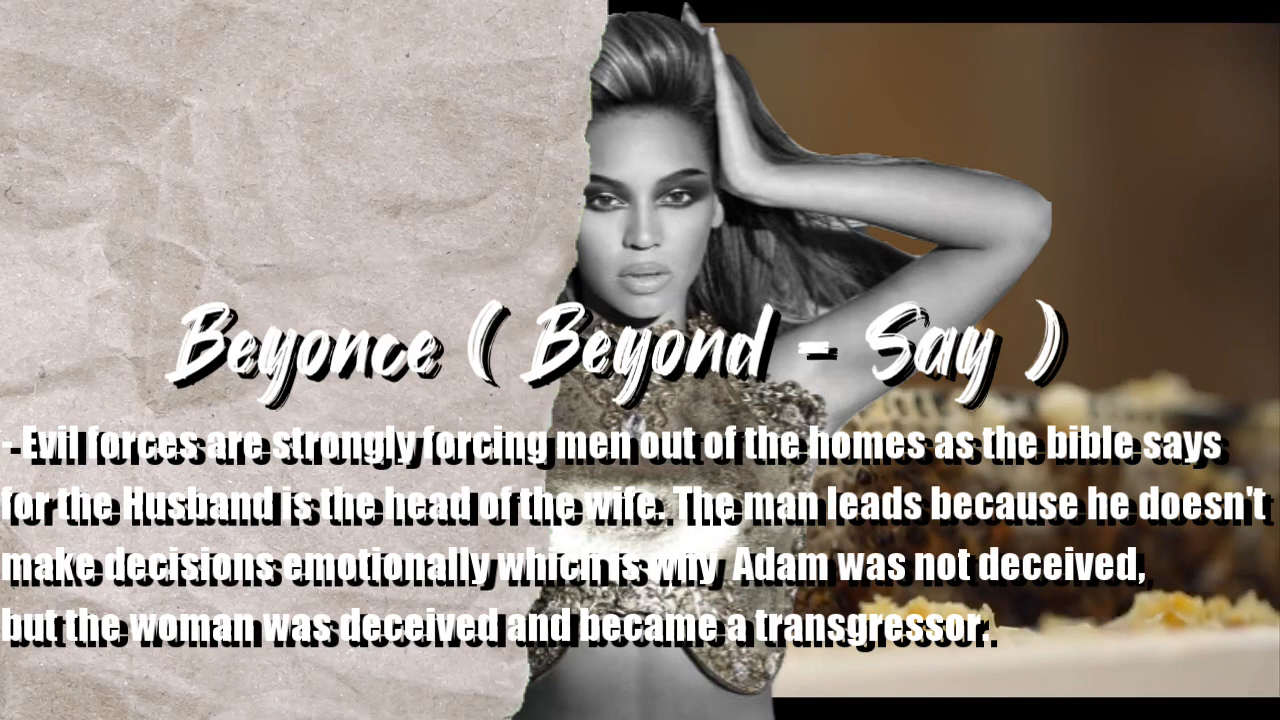 Beyonce ( Beyond - Say )
- Evil forces are strongly forcing men out of the homes as the bible says
for the Husband is the head of the wife. The man leads because he doesn't
make decisions emotionally which is why Adam was not deceived,
but the woman was deceived and became a transgressor.